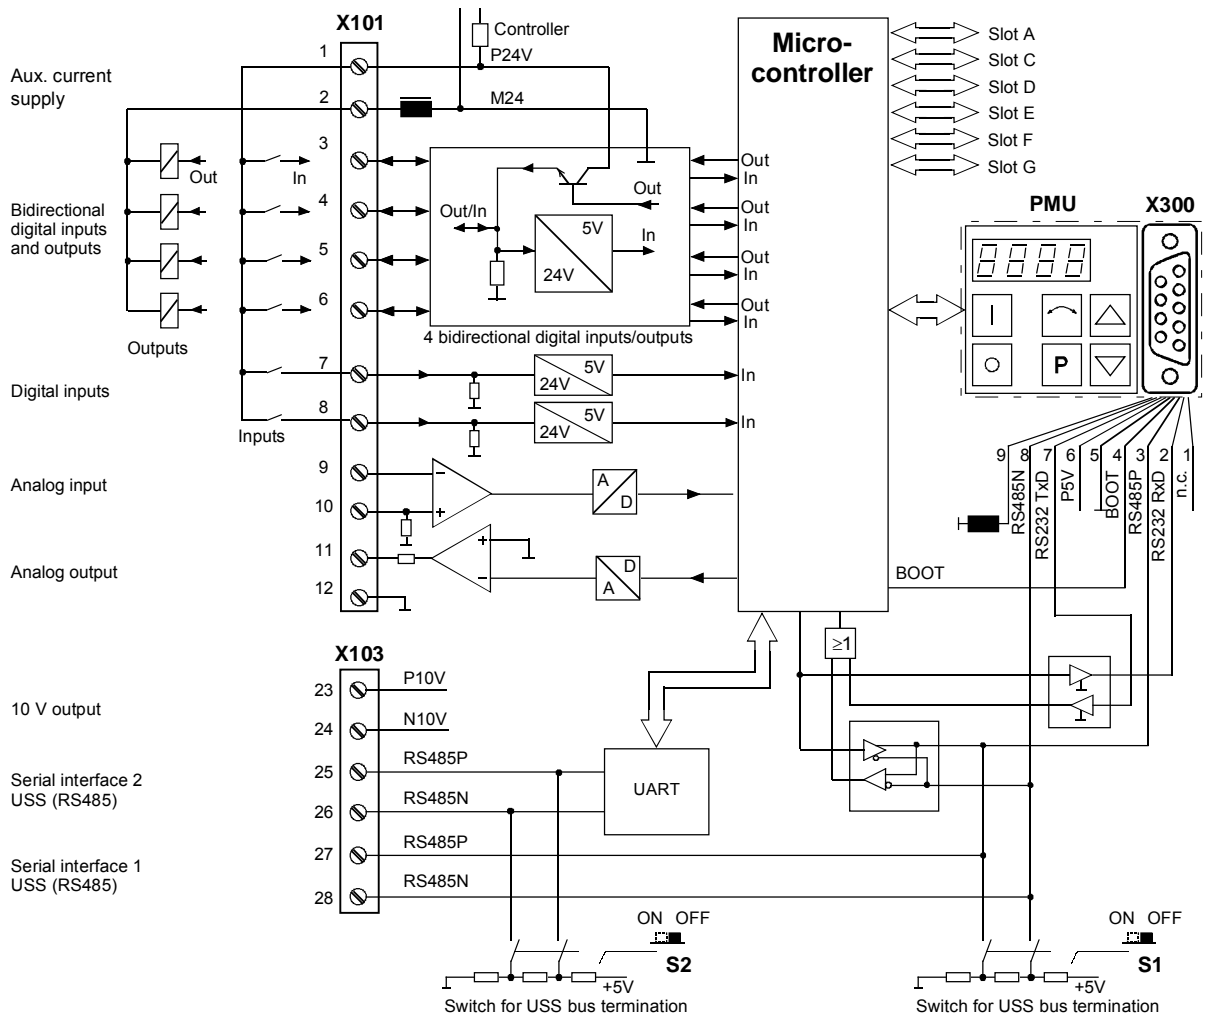 X101
Controller
P24V
Micro-
controller
Slot A
Slot C
Slot D
Slot E
Slot F
Slot G
Aux. current
supply
1
2
M24
3
Out
In
4
Bidirectional
digital inputs
and outputs
5
6
Out/In
Out
In
5V
24V
Out
In
Out
In
Out
In
Out
In
4 bidirectional digital inputs/outputs
Outputs
PMU
X300
8888
I
O
P
Digital inputs
7
5V
24V
In
8
5V
24V
In
Inputs
Analog input
9
10
-
+
A
D
Analog output
11
12
+
-
D
A
9 8 7 6 5 4 3 2 1
RS485N
RS232 TxD
P5V
BOOT
RS485P
RS232 RxD
n.c.
BOOT
≥1
X103
10 V output
23
P10V
24
N10V
Serial interface 2
USS (RS485)
25
RS485P
26
RS485N
UART
Serial interface 1
USS (RS485)
27
RS485P
28
RS485N
ON OFF
S2
+5V
Switch for USS bus termination
ON OFF
S1
+5V
Switch for USS bus termination